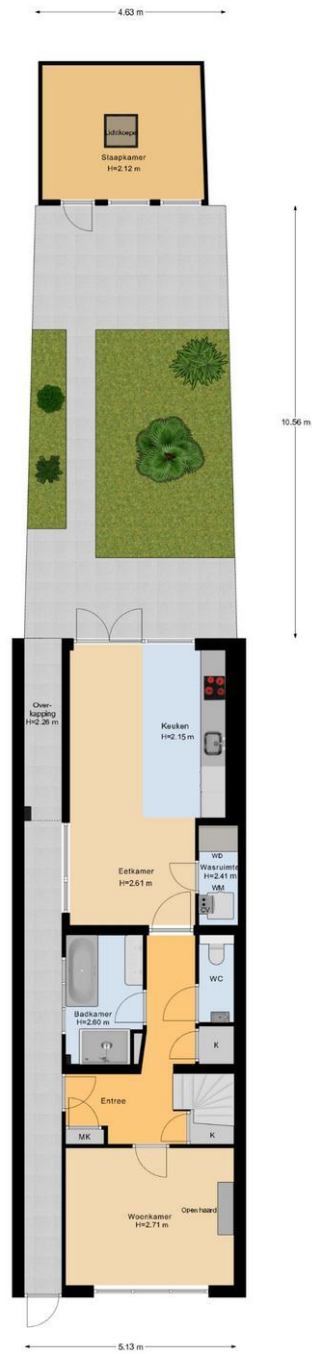 4.63 m
Lichtkoepel
Slaapkamer
H=2.12 m
10.56 m
Over-
kapping
H=2.26 m
Keuken
H=2.15 m
Eetkamer
H=2.61 m
WD
Wasruimte
H=2.41 m
WM
CV
WC
Badkamer
H=2.60 m
K
Entree
MK
K
Woonkamer
H=2.71 m
Open haard
5.13 m